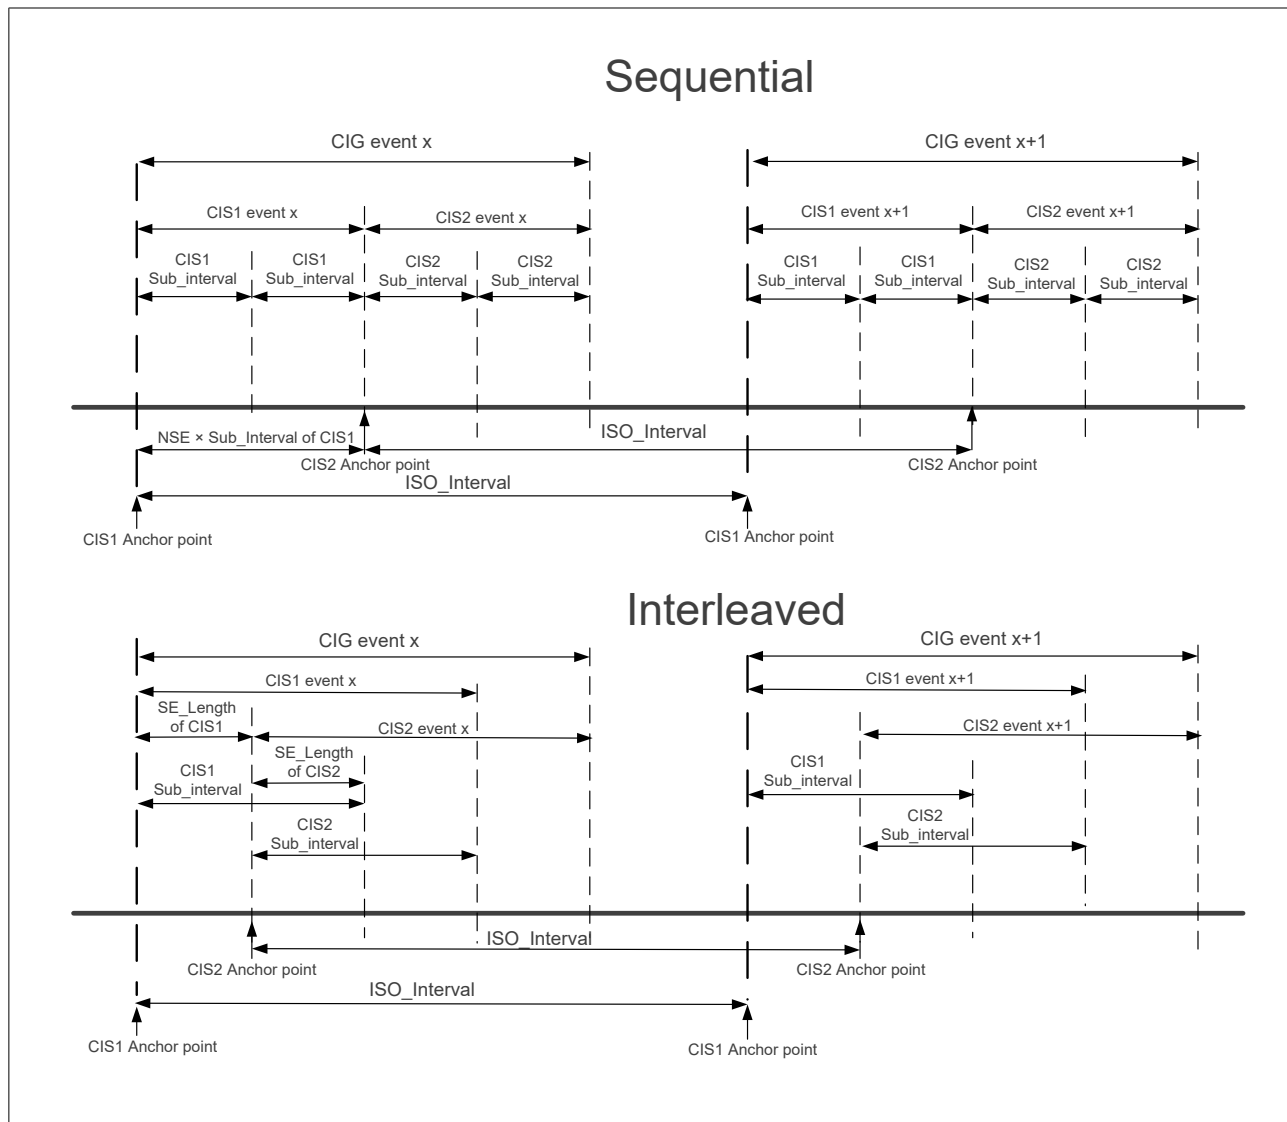 Sequential
CIG event x
CIG event x+1
CIS1 event x
CIS2 event x
CIS1 event x+1
CIS2 event x+1
CIS1
Sub_interval
CIS1
Sub_interval
CIS2
Sub_interval
CIS2
Sub_interval
CIS1
Sub_interval
CIS1
Sub_interval
CIS2
Sub_interval
CIS2
Sub_interval
NSE × Sub_Interval of CIS1
ISO_Interval
CIS2 Anchor point
CIS2 Anchor point
ISO_Interval
CIS1 Anchor point
CIS1 Anchor point
Interleaved
CIG event x
CIG event x+1
CIS1 event x
CIS1 event x+1
SE_Length
of CIS1
CIS2 event x
CIS2 event x+1
SE_Length
of CIS2
CIS1
Sub_interval
CIS1
Sub_interval
CIS2
Sub_interval
CIS2
Sub_interval
ISO_Interval
CIS2 Anchor point
CIS2 Anchor point
ISO_Interval
CIS1 Anchor point
CIS1 Anchor point